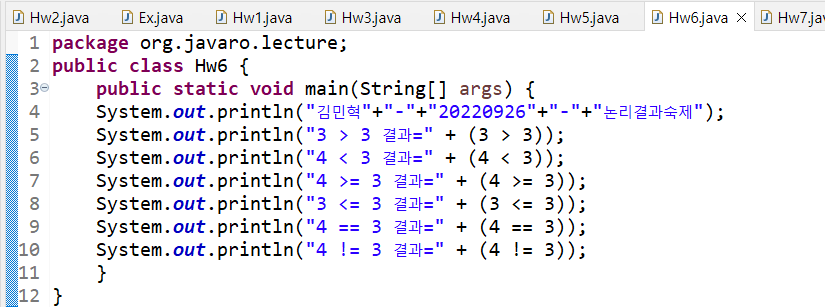 Hw2.java Ex.java Hw1.java Hw3.java Hw4.java Hw5.java Hw6.java Hw7.java
1 package org.javaro.lecture;
2 public class Hw6 {
3 public static void main(String[] args) {
4 System.out.println("김민혁"+"-"+"20220926"+"-"+"논리결과숙제");
5 System.out.println("3 > 3 결과=" + (3 > 3));
6 System.out.println("4 < 3 결과=" + (4 < 3));
7 System.out.println("4 >= 3 결과=" + (4 >= 3));
8 System.out.println("3 <= 3 결과=" + (3 <= 3));
9 System.out.println("4 == 3 결과=" + (4 == 3));
10 System.out.println("4 != 3 결과=" + (4 != 3));
11 }
12 }